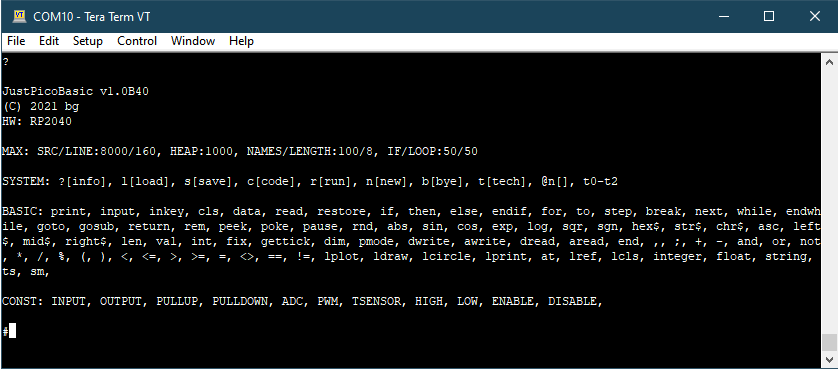 COM10 - Tera Term VT
File Edit Setup Control Window Help
?
JustPicoBasic v1.0B40
(C) 2021 bg
HW: RP2040
MAX: SRC/LINE:8000/160, HEAP:1000, NAMES/LENGTH:100/8, IF/LOOP:50/50
SYSTEM: ?[info], l[load], s[save], c[code], r[run], n[new], b[bye], t[tech], @n[], t0-t2
BASIC: print, input, inkey, cls, data, read, restore, if, then, else, endif, for, to, step, break, next, while, endwh
ile, goto, gosub, return, rem, peek, poke, pause, rnd, abs, sin, cos, exp, log, sqr, sgn, hex$, str$, chr$, asc, left
$, mid$, right$, len, val, int, fix, gettick, dim, pmode, dwrite, awrite, dread, aread, end, ,, ;, +, -, and, or, not
, *, /, %, (, ), <, <=, >, >=, =, <>, ==, !=, lplot, ldraw, lcircle, lprint, at, lref, lcls, integer, float, string,
ts, sm,
CONST: INPUT, OUTPUT, PULLUP, PULLDOWN, ADC, PWM, TSENSOR, HIGH, LOW, ENABLE, DISABLE,
#